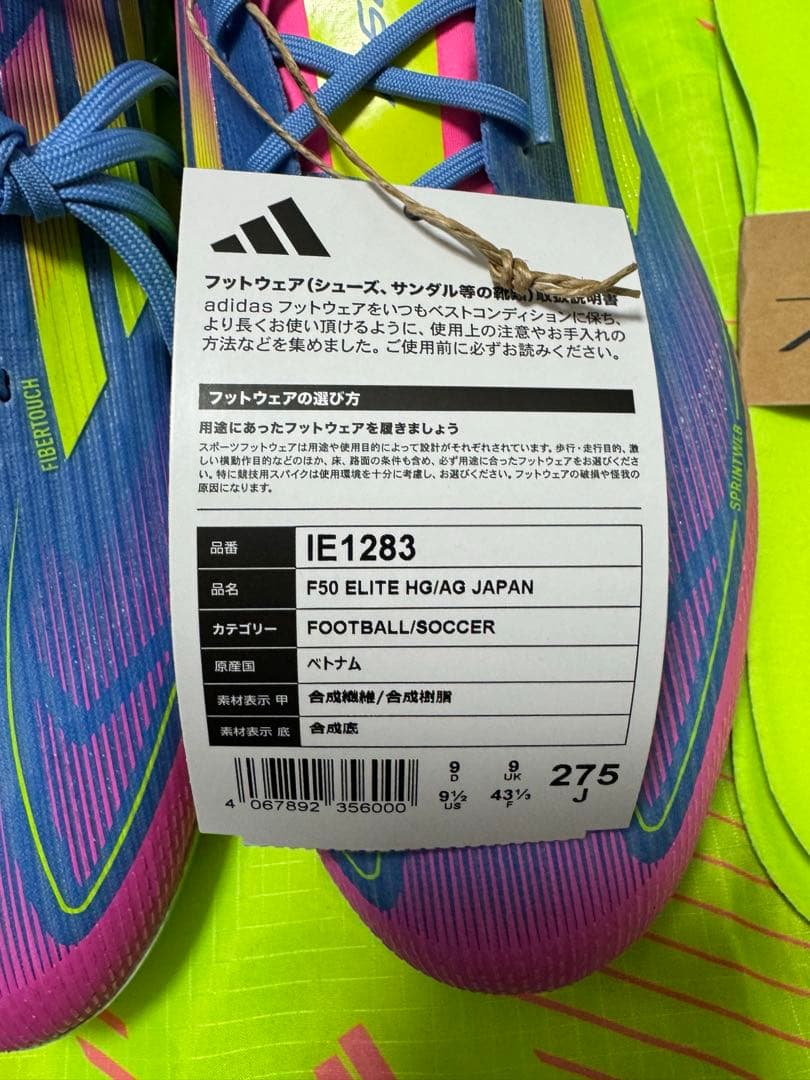 フットウェア(シューズ、サンダル等の靴類)取扱説明書
adidas フットウェアをいつもベストコンディションに保ち、
より長くお使い頂けるように、使用上の注意やお手入れの
方法などを集めました。ご使用前に必ずお読みください。
フットウェアの選び方
用途にあったフットウェアを履きましょう
スポーツフットウェアは用途や使用目的によって設計がそれぞれされています。歩行・走行目的、激
しい横動作目的などのほか、床、路面の条件も含め、必ず用途に合ったフットウェアをお選びくださ
い。特に競技用スパイクは使用環境を十分に考慮し、お選びください。フットウェアの破損や怪我の
原因になります。
品番 IE1283
品名 F50 ELITE HG/AG JAPAN
カテゴリー FOOTBALL/SOCCER
原産国 ベトナム
素材表示 甲 合成繊維/合成樹脂
素材表示 底 合成底
9 9 275
D UK J
9½ 43⅓
US F
4 067892 356000
FIBERTOUCH
SPRINTWEB